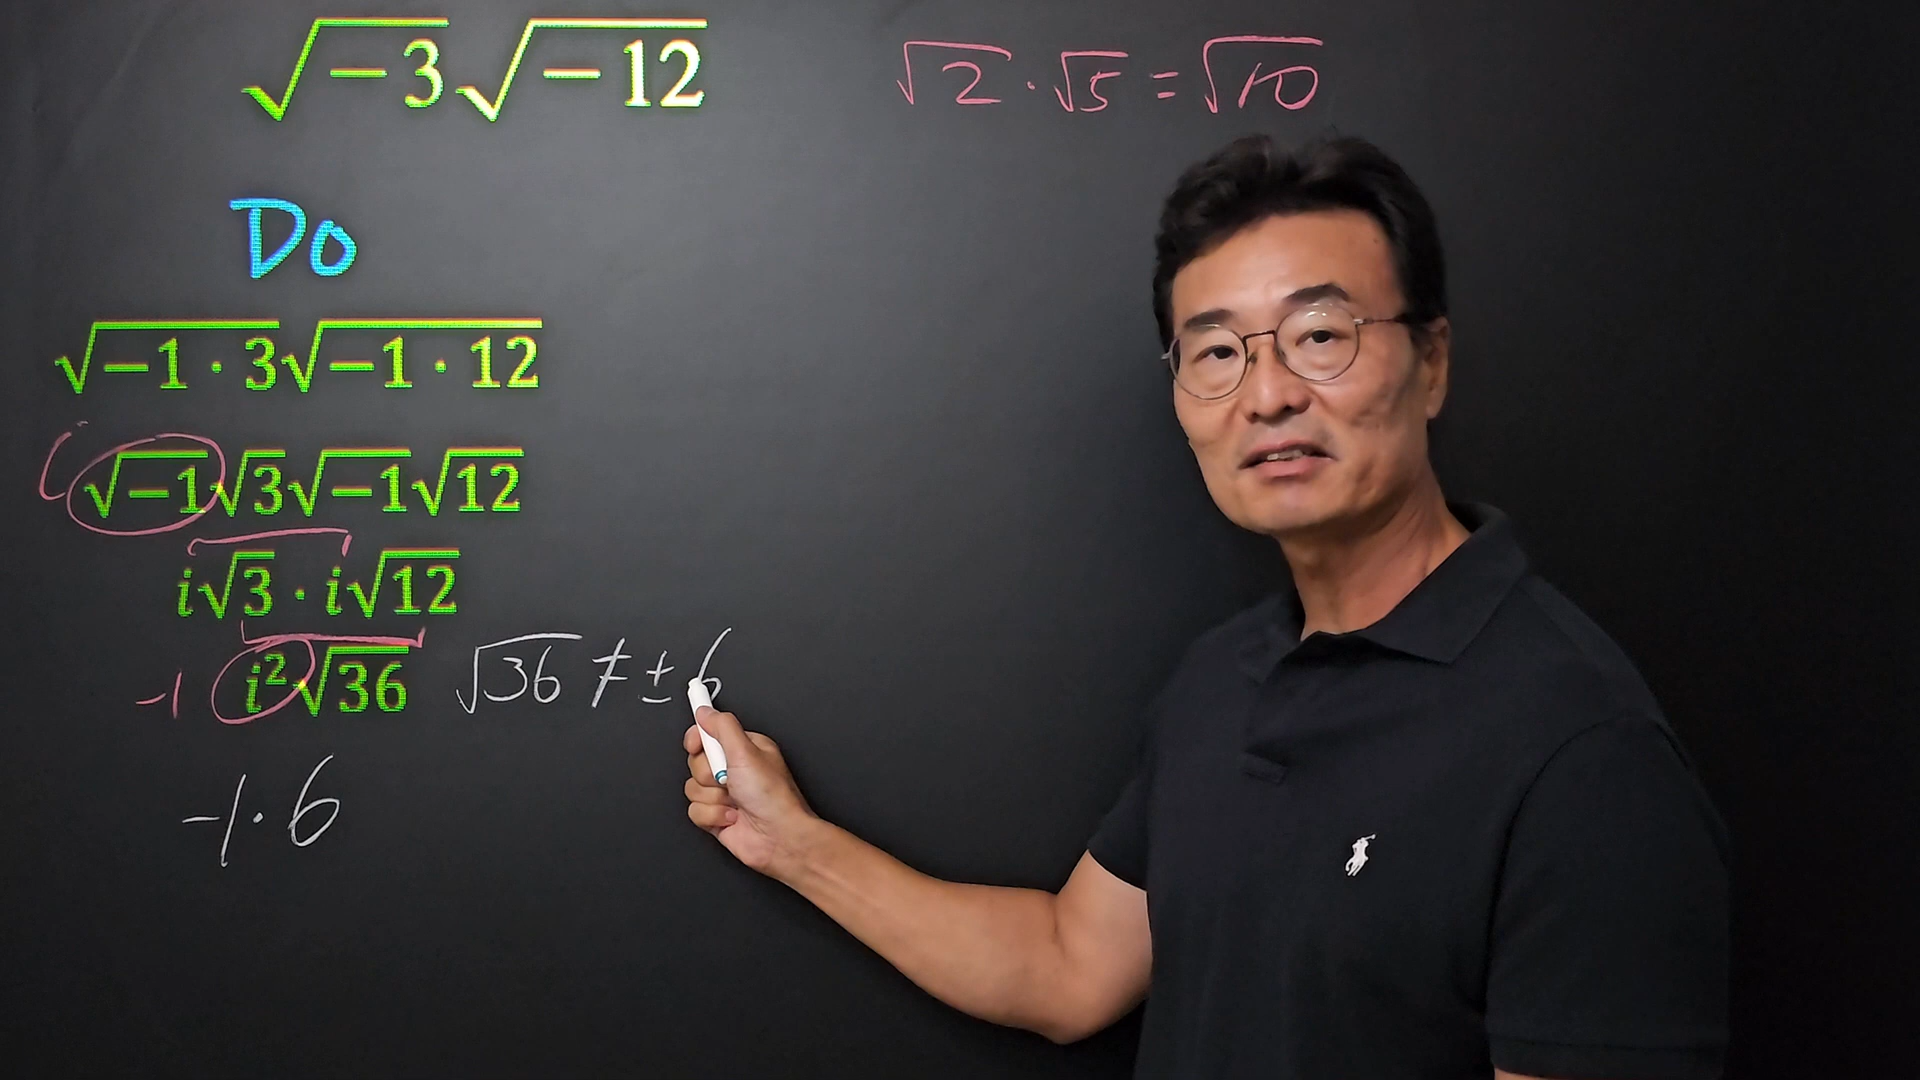 √-3√-12
√2 · √5 = √10
Do
√-1 · 3√-1 · 12
i √-1√3√-1√12
i√3 · i√12
-1 i²√36 √36 ≠ ±6
-1 · 6